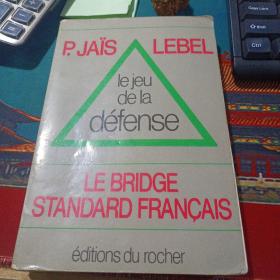 P. JAÏS LEBEL
le jeu
de la
défense
LE BRIDGE
STANDARD FRANÇAIS
éditions du rocher